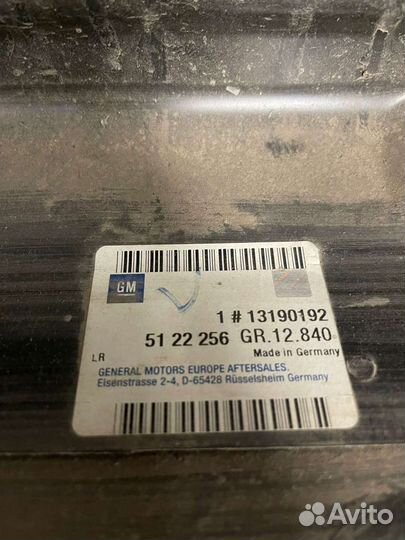 GM
1 # 13190192
51 22 256 GR.12.840
LR
Made in Germany
GENERAL MOTORS EUROPE AFTERSALES.
Eisenstrasse 2-4, D-65428 Rüsselsheim Germany
Avito